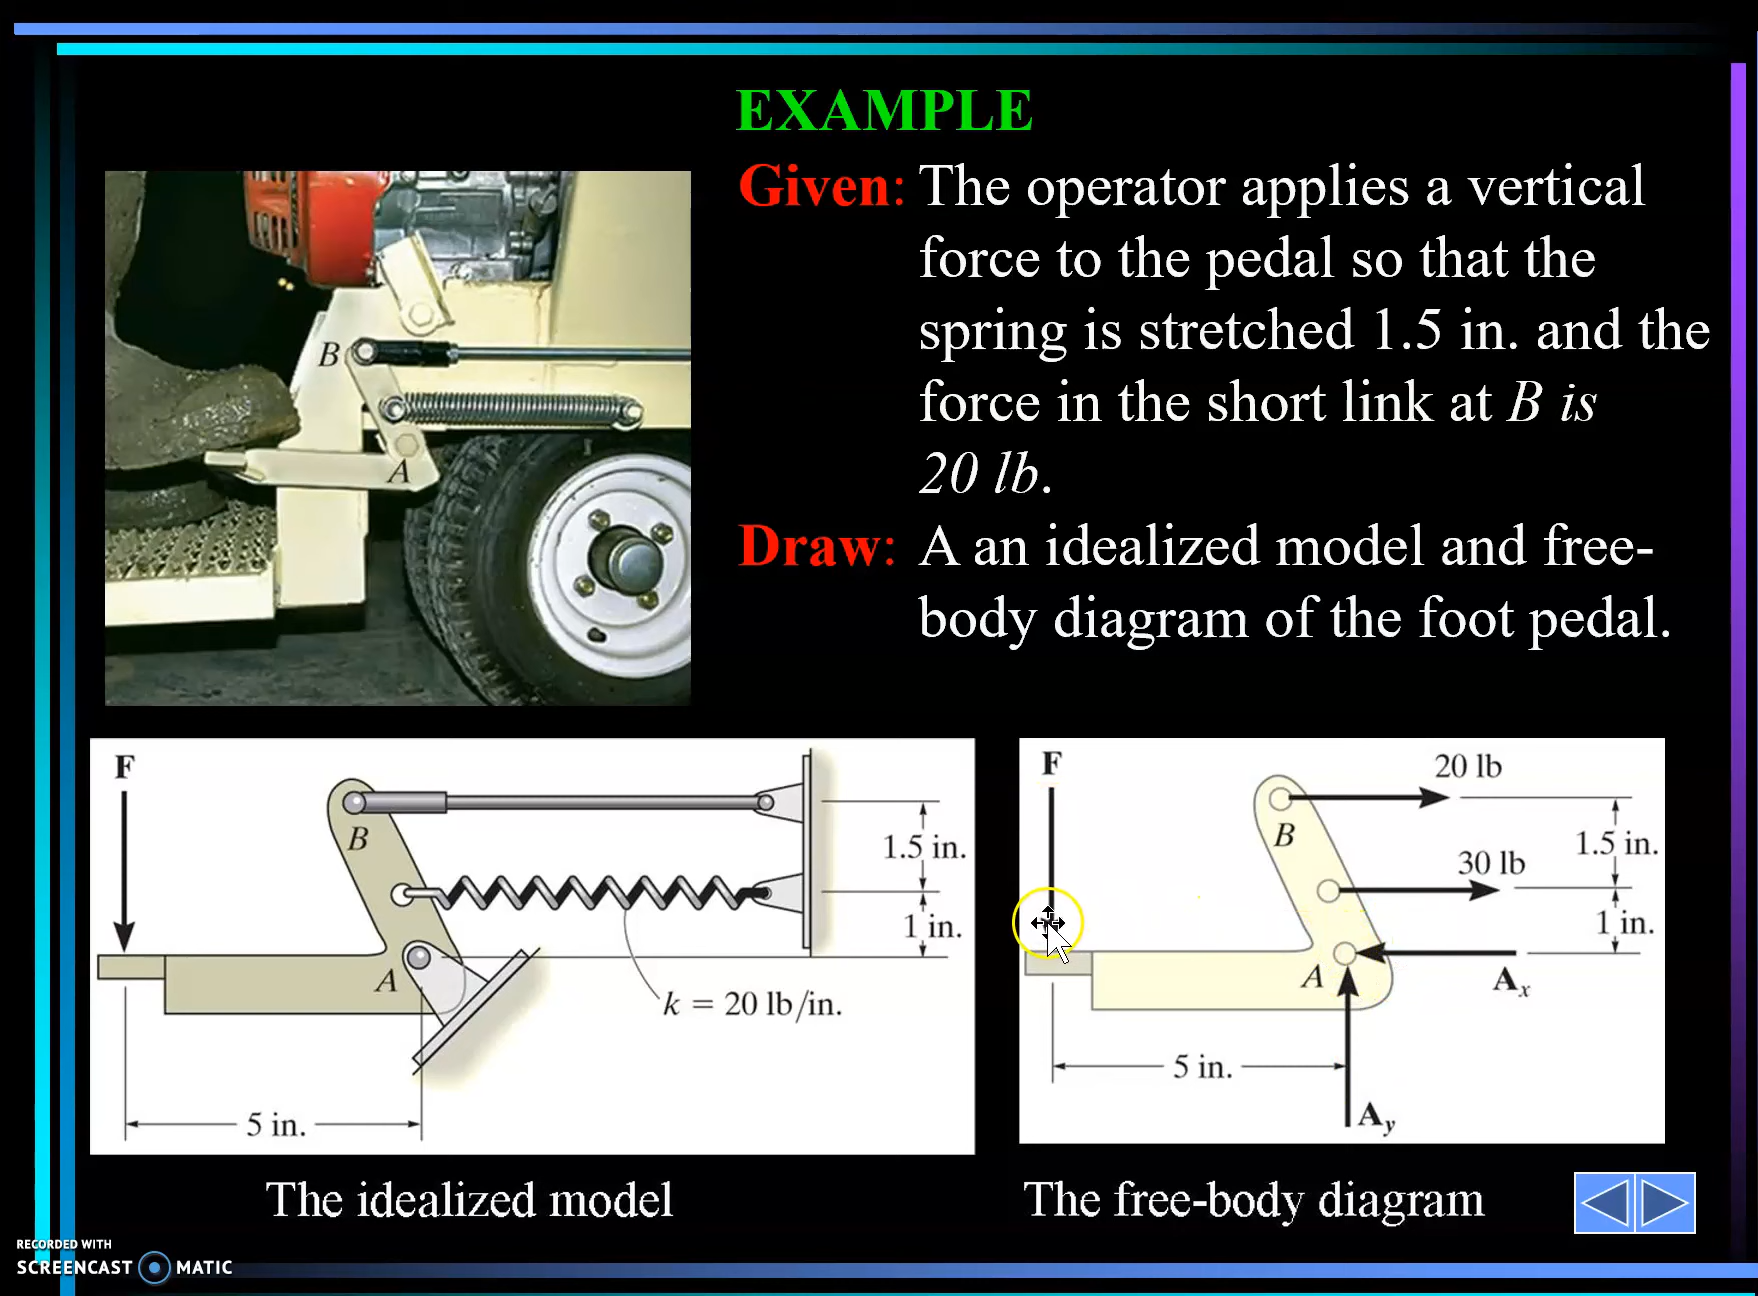 EXAMPLE
Given: The operator applies a vertical
force to the pedal so that the
spring is stretched 1.5 in. and the
force in the short link at B is
20 lb.
Draw: A an idealized model and free-
body diagram of the foot pedal.
B
A
F
B
1.5 in.
1 in.
A
k = 20 lb/in.
5 in.
The idealized model
F
20 lb
B
1.5 in.
30 lb
1 in.
A
Ax
5 in.
Ay
The free-body diagram
RECORDED WITH
SCREENCAST MATIC